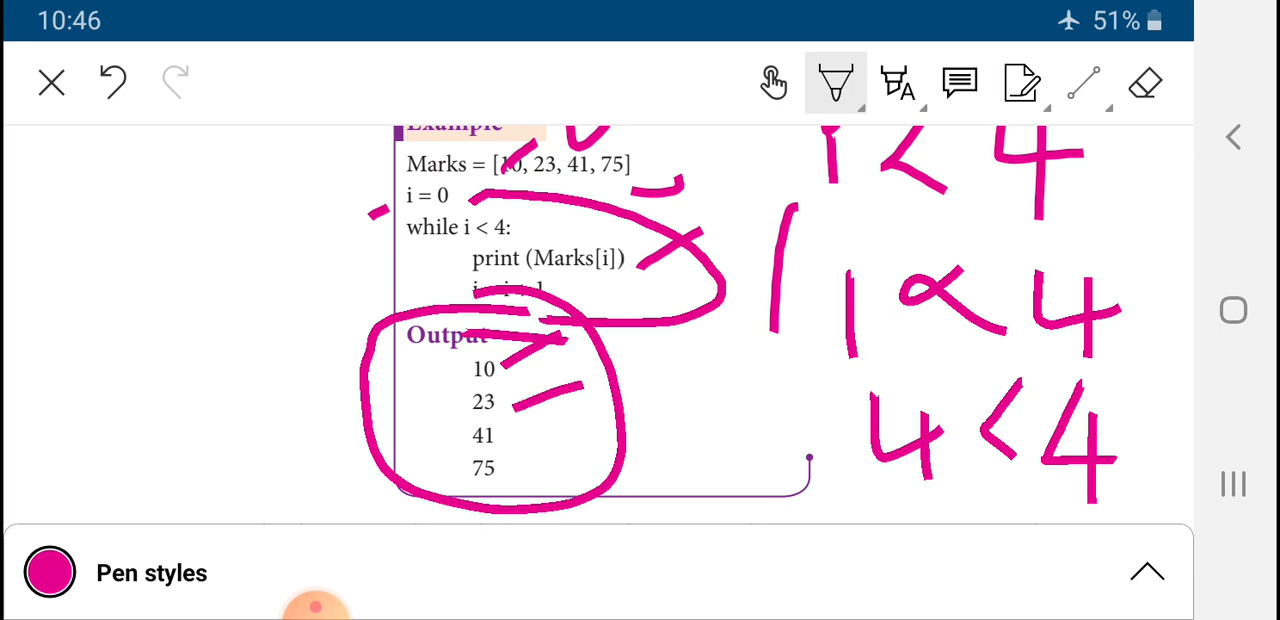 10:46 51%
A
Example
i < 4
Marks = [10, 23, 41, 75]
i = 0
while i < 4:
print (Marks[i])
1 < 4
Output
10
23
41
4 < 4
75
Pen styles